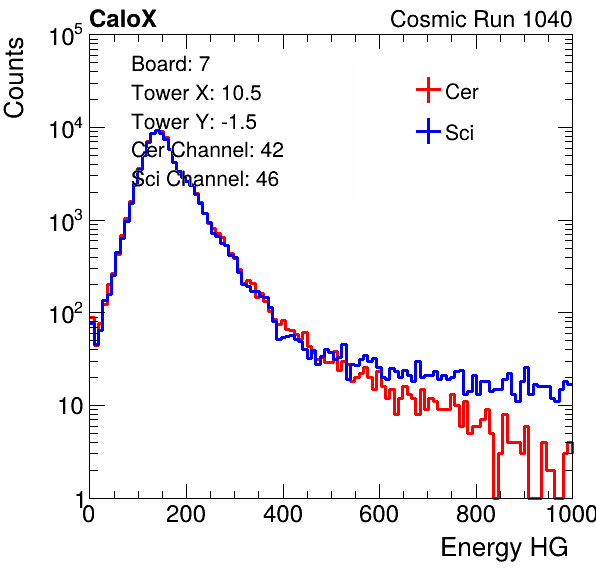 CaloX Cosmic Run 1040
Counts
Board: 7
Tower X: 10.5
Tower Y: -1.5
Cer Channel: 42
Sci Channel: 46
Cer
Sci
10^5
10^4
10^3
10^2
10
1
0 200 400 600 800 1000
Energy HG